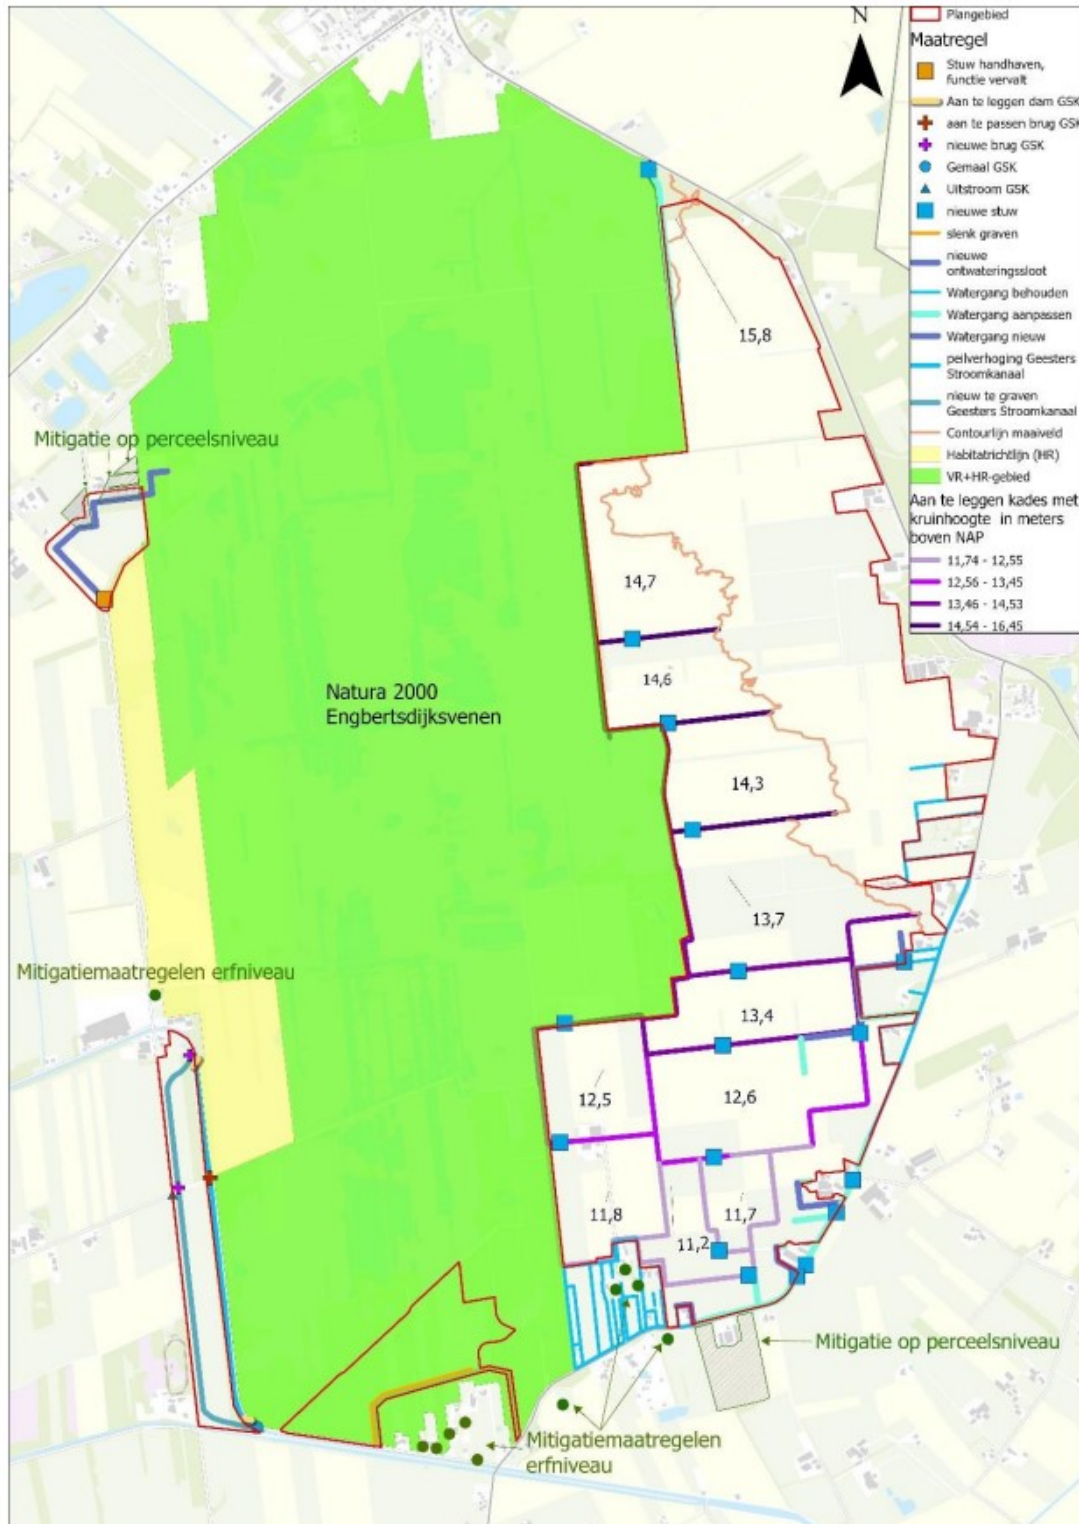 N
Plangebied
Maatregel
Stuw handhaven,
functie vervalt
Aan te leggen dam GSK
aan te passen brug GSK
nieuwe brug GSK
Gemaal GSK
Uitstroom GSK
nieuwe stuw
slenk graven
nieuwe
ontwateringssloot
Watergang behouden
Watergang aanpassen
Watergang nieuw
peilverhoging Geesters
Stroomkanaal
nieuw te graven
Geesters Stroomkanaal
Contourlijn maaiveld
Habitatrichtlijn (HR)
VR+HR-gebied
Aan te leggen kades met
kruinhoogte in meters
boven NAP
11,74 - 12,55
12,56 - 13,45
13,46 - 14,53
14,54 - 16,45
15,8
Mitigatie op perceelsniveau
14,7
14,6
Natura 2000
Engbertsdijksvenen
14,3
13,7
Mitigatiemaatregelen erfniveau
13,4
12,5
12,6
11,8
11,7
11,2
Mitigatie op perceelsniveau
Mitigatiemaatregelen
erfniveau